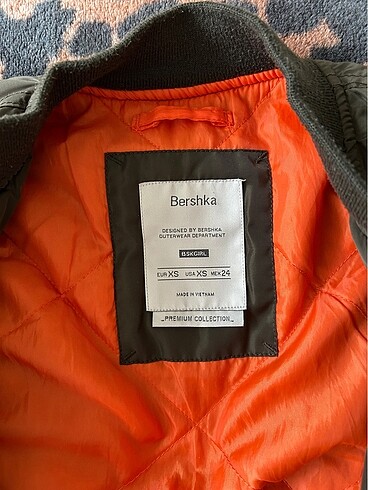 Bershka
DESIGNED BY BERSHKA
OUTERWEAR DEPARTMENT
BSKGIRL
EUR XS USA XS MEX 24
MADE IN VIETNAM
_PREMIUM COLLECTION_